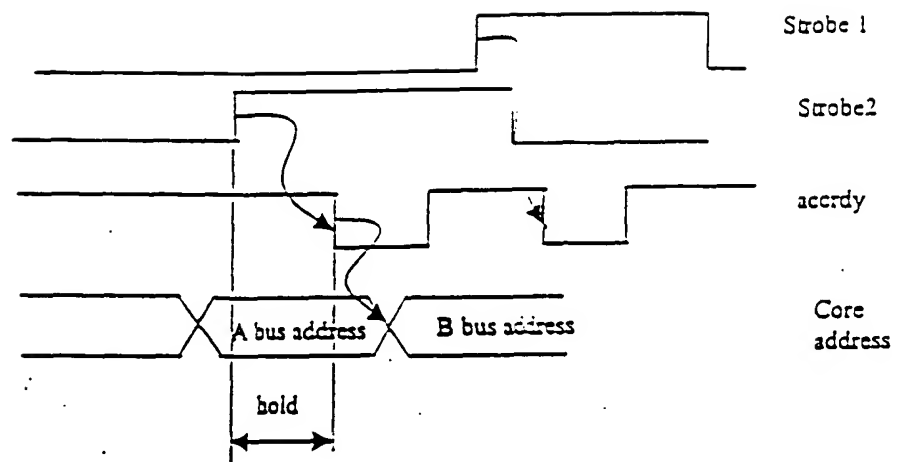 Strobe 1
Strobe2
accrdy
A bus address
B bus address
Core
address
hold